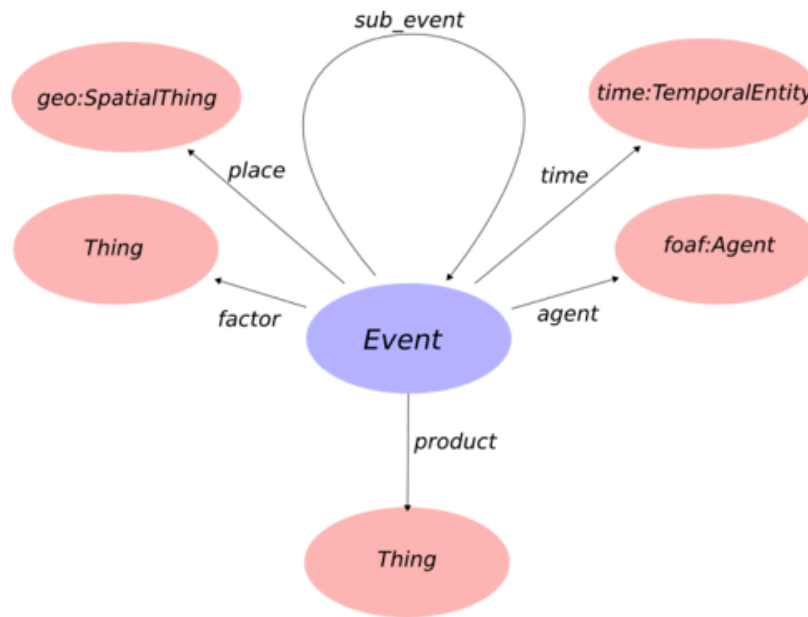 sub_event
geo:SpatialThing
time:TemporalEntity
place
time
Thing
foaf:Agent
factor
agent
Event
product
Thing